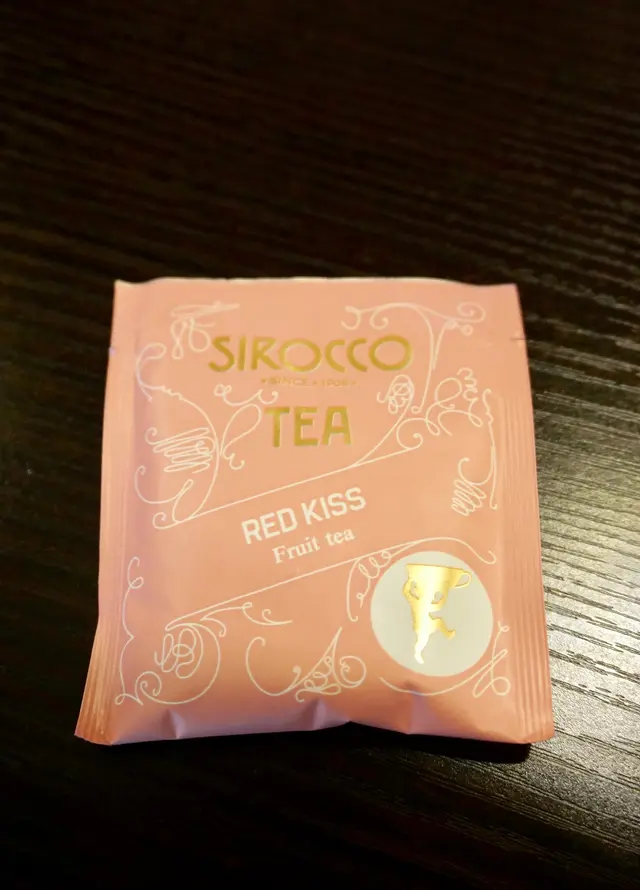 SIROCCO
SINCE 1908
TEA
RED KISS
Fruit tea